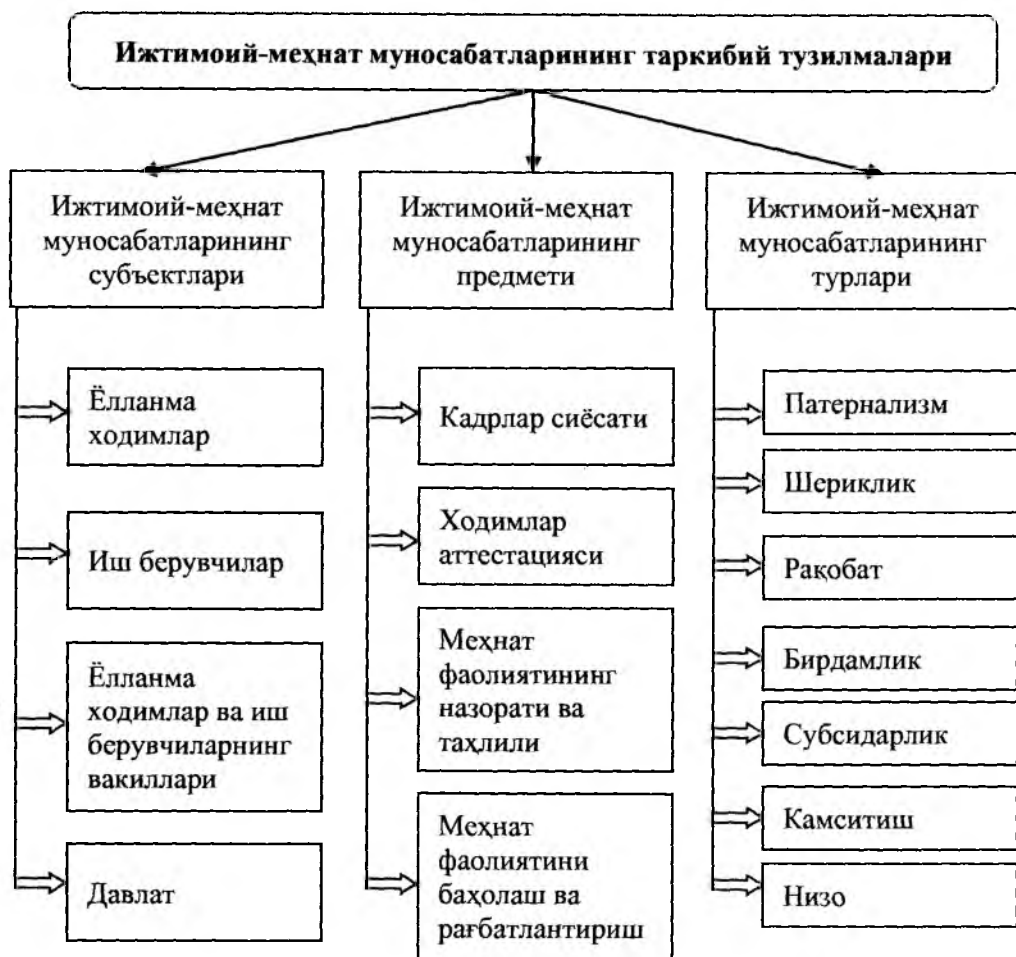 Ижтимоий-меҳнат муносабатларининг таркибий тузилмалари
Ижтимоий-меҳнат
муносабатларининг
субъектлари
Ёлланма
ходимлар
Иш берувчилар
Ёлланма
ходимлар ва иш
берувчиларнинг
вакиллари
Давлат
Ижтимоий-меҳнат
муносабатларининг
предмети
Кадрлар сиёсати
Ходимлар
аттестацияси
Меҳнат
фаолиятининг
назорати ва
таҳлили
Меҳнат
фаолиятини
баҳолаш ва
рағбатлантириш
Ижтимоий-меҳнат
муносабатларининг
турлари
Патернализм
Шериклик
Рақобат
Бирдамлик
Субсидарлик
Камситиш
Низо